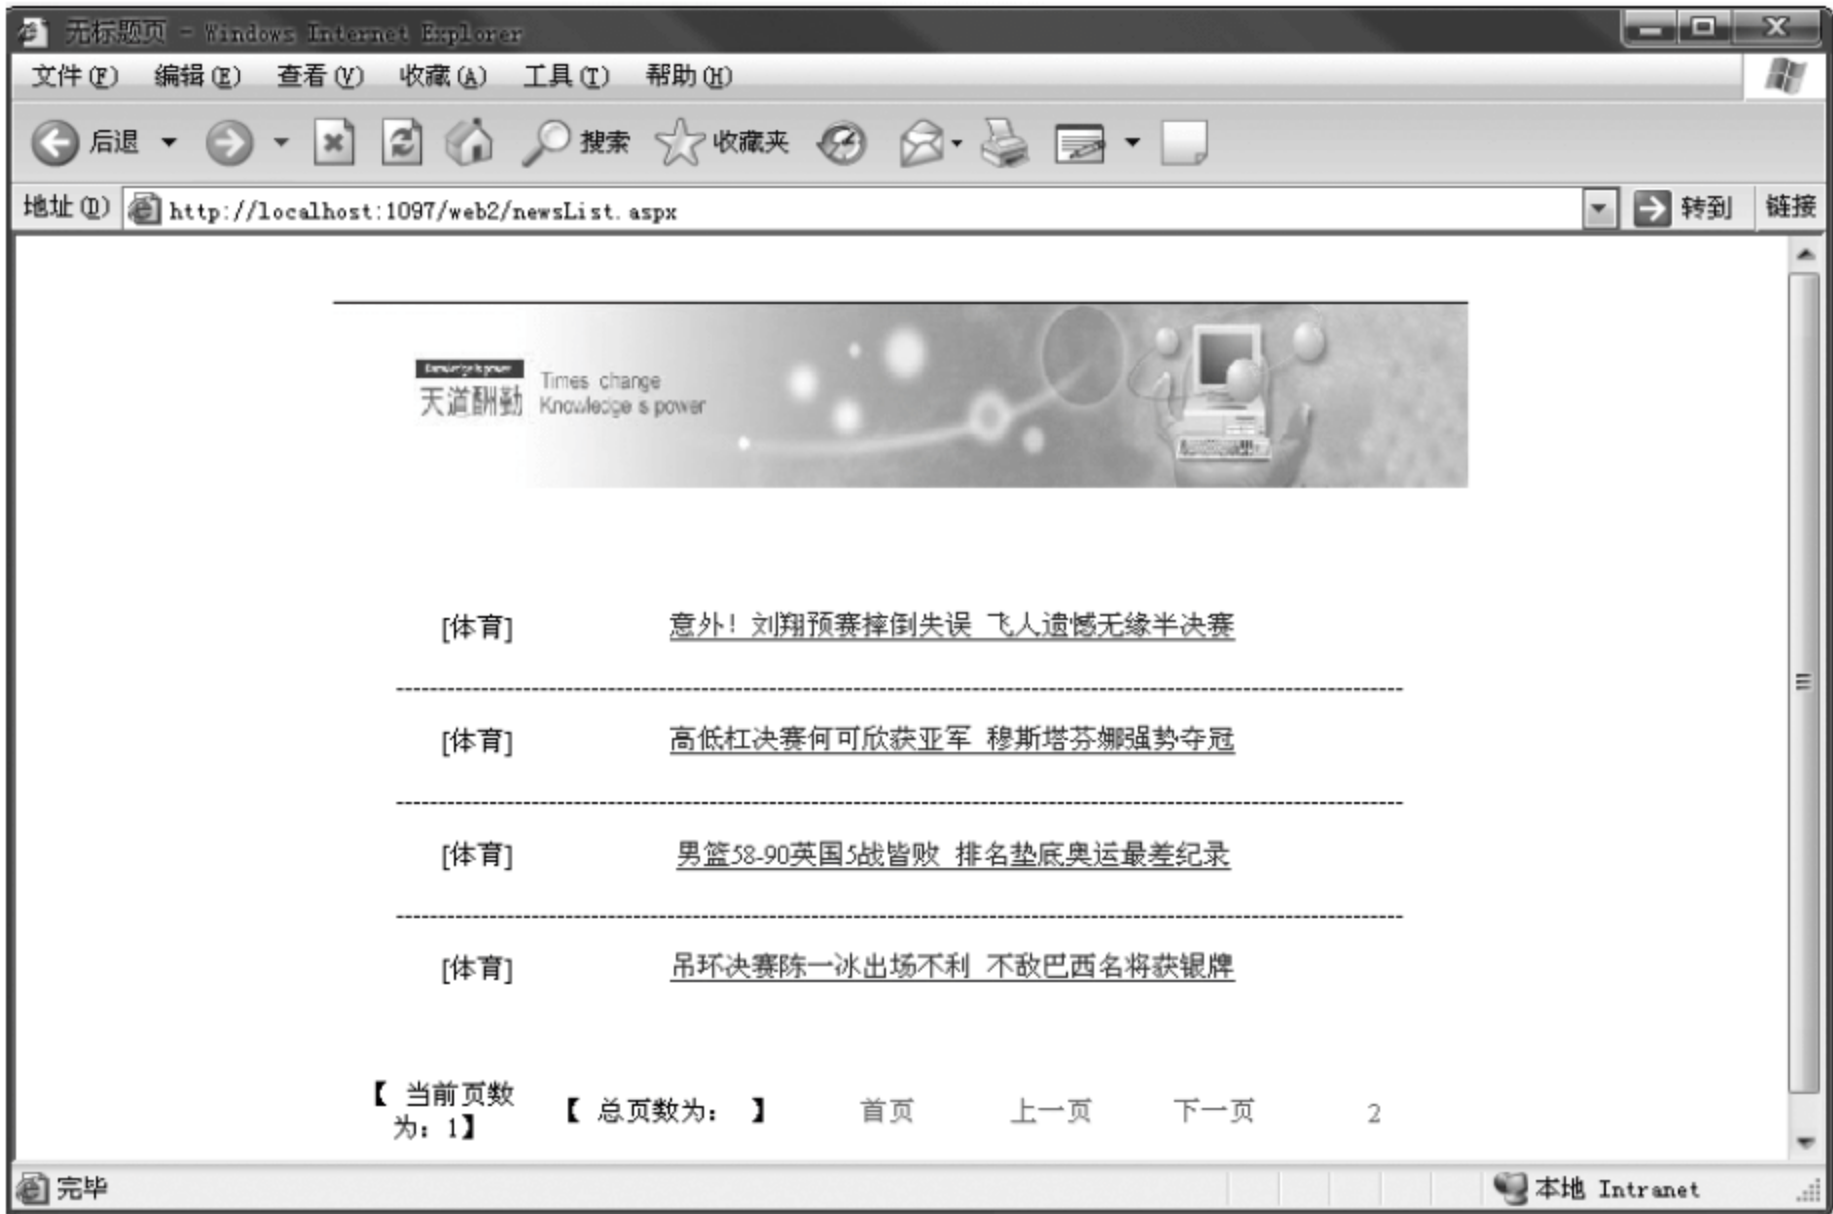 无标题页 - Windows Internet Explorer
文件(F) 编辑(E) 查看(V) 收藏(A) 工具(T) 帮助(H)
后退 搜索 收藏夹
地址(D) http://localhost:1097/web2/newsList.aspx 转到 链接
Knowledge is power
天道酬勤
Times change
Knowledge is power
[体育] 意外！刘翔预赛摔倒失误 飞人遗憾无缘半决赛
[体育] 高低杠决赛何可欣获亚军 穆斯塔芬娜强势夺冠
[体育] 男篮58-90英国5战皆败 排名垫底奥运最差纪录
[体育] 吊环决赛陈一冰出场不利 不敌巴西名将获银牌
【 当前页数
为：1】
【 总页数为： 】 首页 上一页 下一页 2
完毕 本地 Intranet